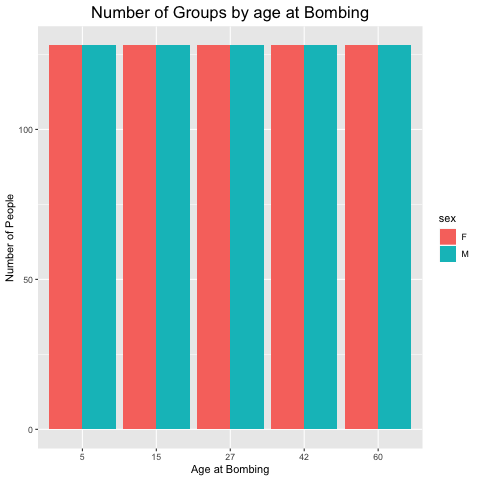 Number of Groups by age at Bombing
Number of People
100
50
0
5 15 27 42 60
Age at Bombing
sex
F
M